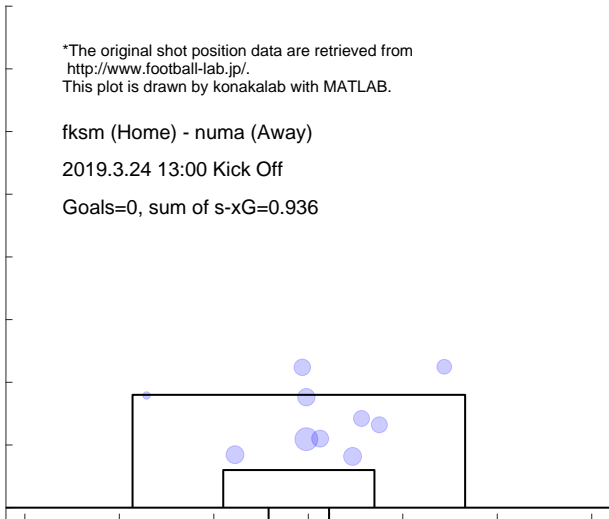 *The original shot position data are retrieved from
http://www.football-lab.jp/.
This plot is drawn by konakalab with MATLAB.
fksm (Home) - numa (Away)
2019.3.24 13:00 Kick Off
Goals=0, sum of s-xG=0.936